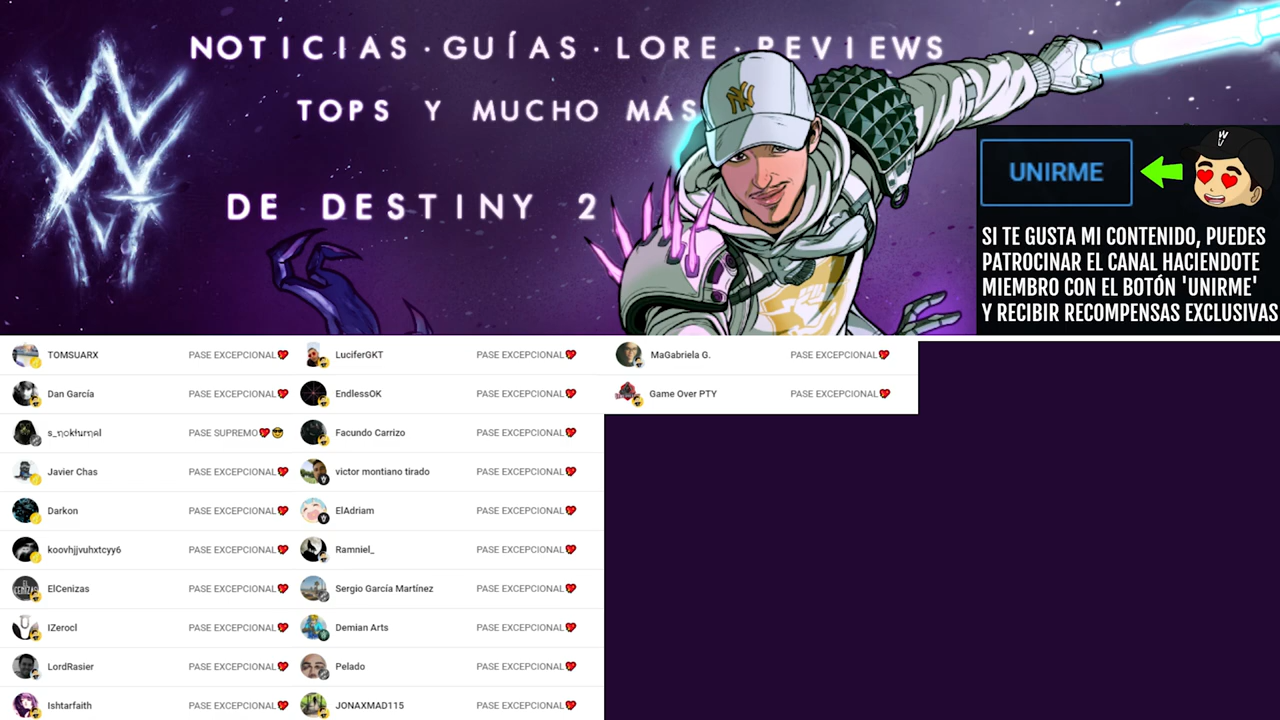 NOTICIAS · GUÍAS · LORE · REVIEWS
TOPS Y MUCHO MÁS
DE DESTINY 2
UNIRME
SI TE GUSTA MI CONTENIDO, PUEDES
PATROCINAR EL CANAL HACIENDOTE
MIEMBRO CON EL BOTÓN 'UNIRME'
Y RECIBIR RECOMPENSAS EXCLUSIVAS
TOMSUARX PASE EXCEPCIONAL
Dan García PASE EXCEPCIONAL
PASE SUPREMO
Javier Chas PASE EXCEPCIONAL
Darkon PASE EXCEPCIONAL
koovhjjvuhxtcyy6 PASE EXCEPCIONAL
ElCenizas PASE EXCEPCIONAL
IZerocl PASE EXCEPCIONAL
LordRasier PASE EXCEPCIONAL
Ishtarfaith PASE EXCEPCIONAL
LuciferGKT PASE EXCEPCIONAL
EndlessOK PASE EXCEPCIONAL
Facundo Carrizo PASE EXCEPCIONAL
victor montiano tirado PASE EXCEPCIONAL
ElAdriam PASE EXCEPCIONAL
Ramniel_ PASE EXCEPCIONAL
Sergio García Martínez PASE EXCEPCIONAL
Demian Arts PASE EXCEPCIONAL
Pelado PASE EXCEPCIONAL
JONAXMAD115 PASE EXCEPCIONAL
MaGabriela G. PASE EXCEPCIONAL
Game Over PTY PASE EXCEPCIONAL